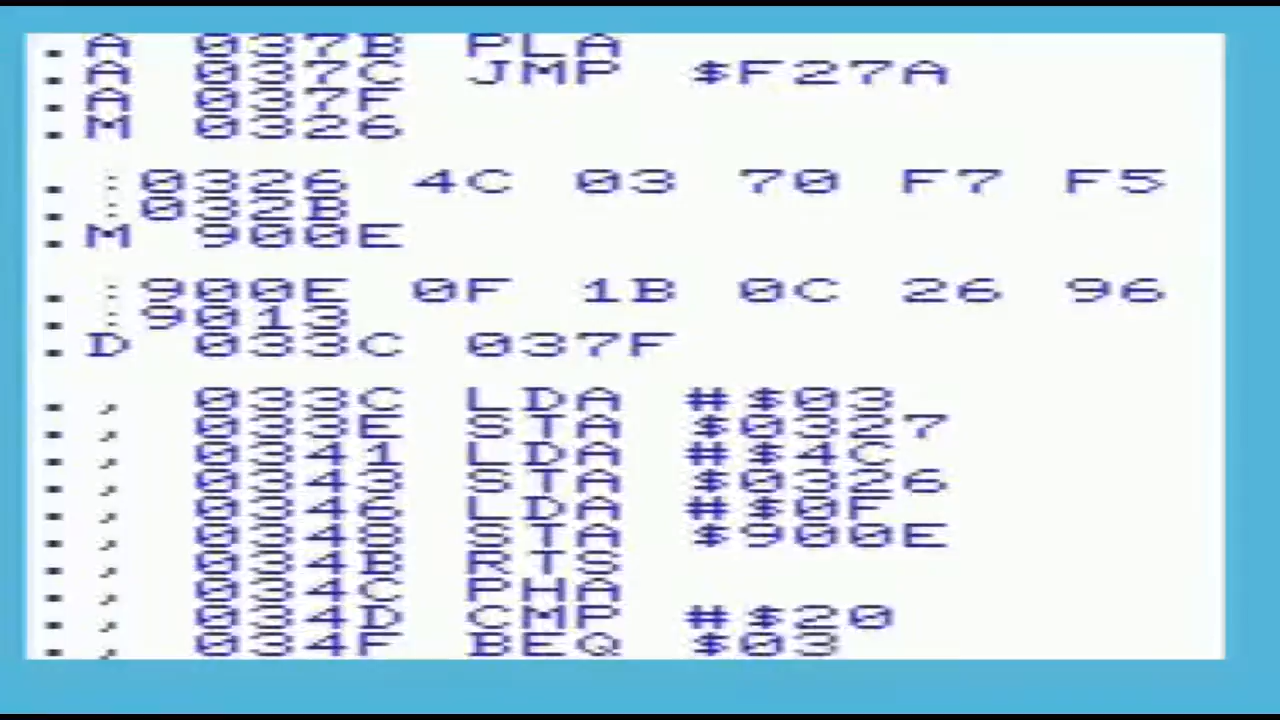 . A 037B PLA
. A 037C JMP $F27A
. A 037F
. M 0326
. :0326 4C 03 70 F7 F5
. :032B
. M 900E
. :900E 0F 1B 0C 26 96
. :9013
. D 033C 037F
. , 033C LDA #$03
. , 033E STA $0327
. , 0341 LDA #$4C
. , 0343 STA $0326
. , 0346 LDA #$0F
. , 0348 STA $900E
. , 034B RTS
. , 034C PHA
. , 034D CMP #$20
. , 034F BEQ $03